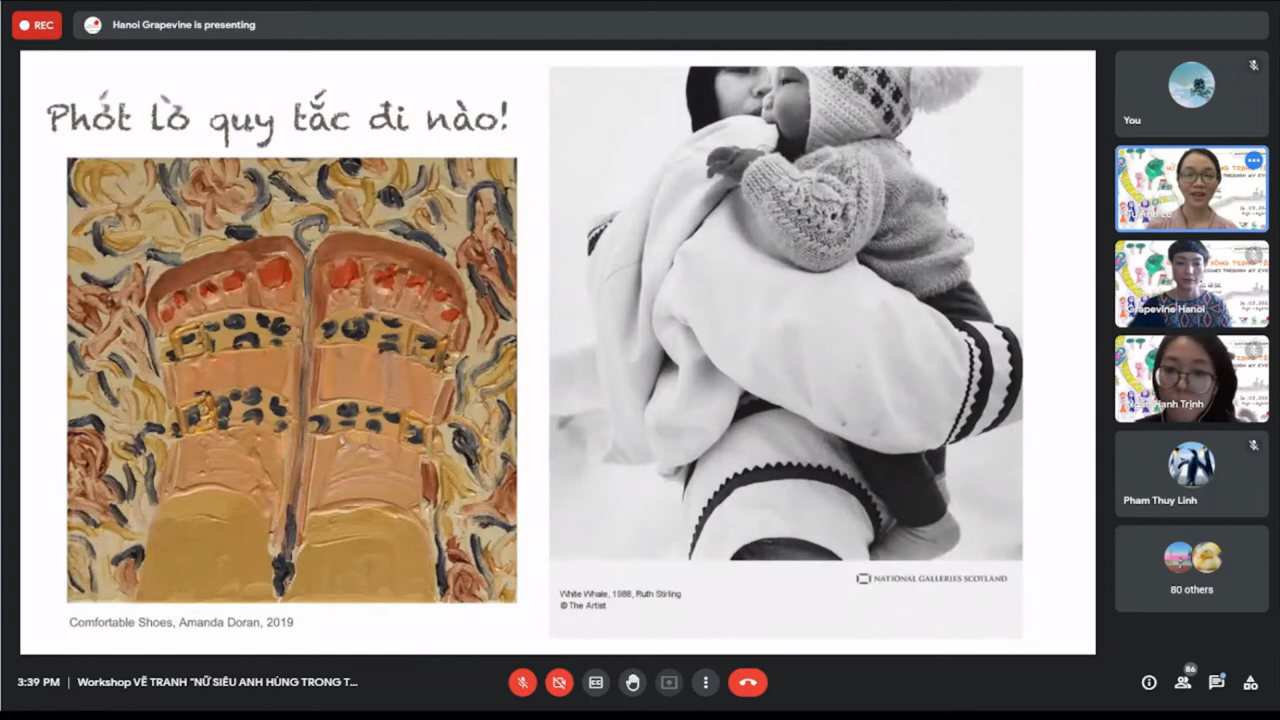 REC
Hanoi Grapevine is presenting
Phớt lờ quy tắc đi nào!
Comfortable Shoes, Amanda Doran, 2019
NATIONAL GALLERIES SCOTLAND
White Whale, 1988, Ruth Stirling
© The Artist
You
Grapevine Hanoi
Pham Thuy Linh
80 others
3:39 PM | Workshop VẼ TRANH "NỮ SIÊU ANH HÙNG TRONG T...
86